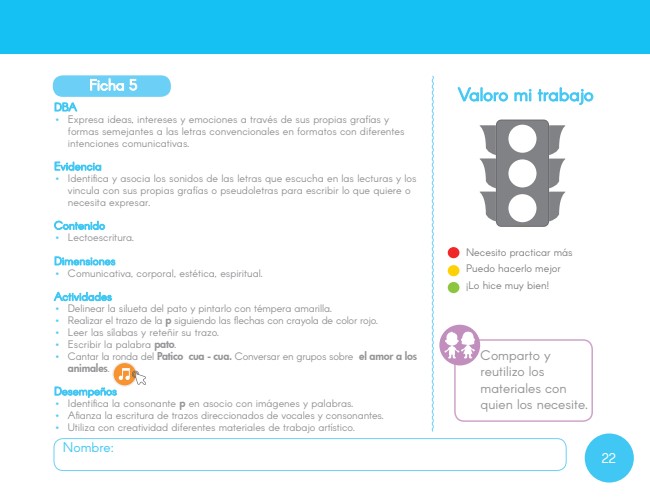 Ficha 5
DBA
• Expresa ideas, intereses y emociones a través de sus propias grafías y
formas semejantes a las letras convencionales en formatos con diferentes
intenciones comunicativas.
Evidencia
• Identifica y asocia los sonidos de las letras que escucha en las lecturas y los
vincula con sus propias grafías o pseudoletras para escribir lo que quiere o
necesita expresar.
Contenido
• Lectoescritura.
Dimensiones
• Comunicativa, corporal, estética, espiritual.
Actividades
• Delinear la silueta del pato y pintarlo con témpera amarilla.
• Realizar el trazo de la p siguiendo las flechas con crayola de color rojo.
• Leer las sílabas y reteñir su trazo.
• Escribir la palabra pato.
• Cantar la ronda del Patico cua - cua. Conversar en grupos sobre el amor a los
animales.
Desempeños
• Identifica la consonante p en asocio con imágenes y palabras.
• Afianza la escritura de trazos direccionados de vocales y consonantes.
• Utiliza con creatividad diferentes materiales de trabajo artístico.
Nombre:
Valoro mi trabajo
Necesito practicar más
Puedo hacerlo mejor
¡Lo hice muy bien!
Comparto y
reutilizo los
materiales con
quien los necesite.
22